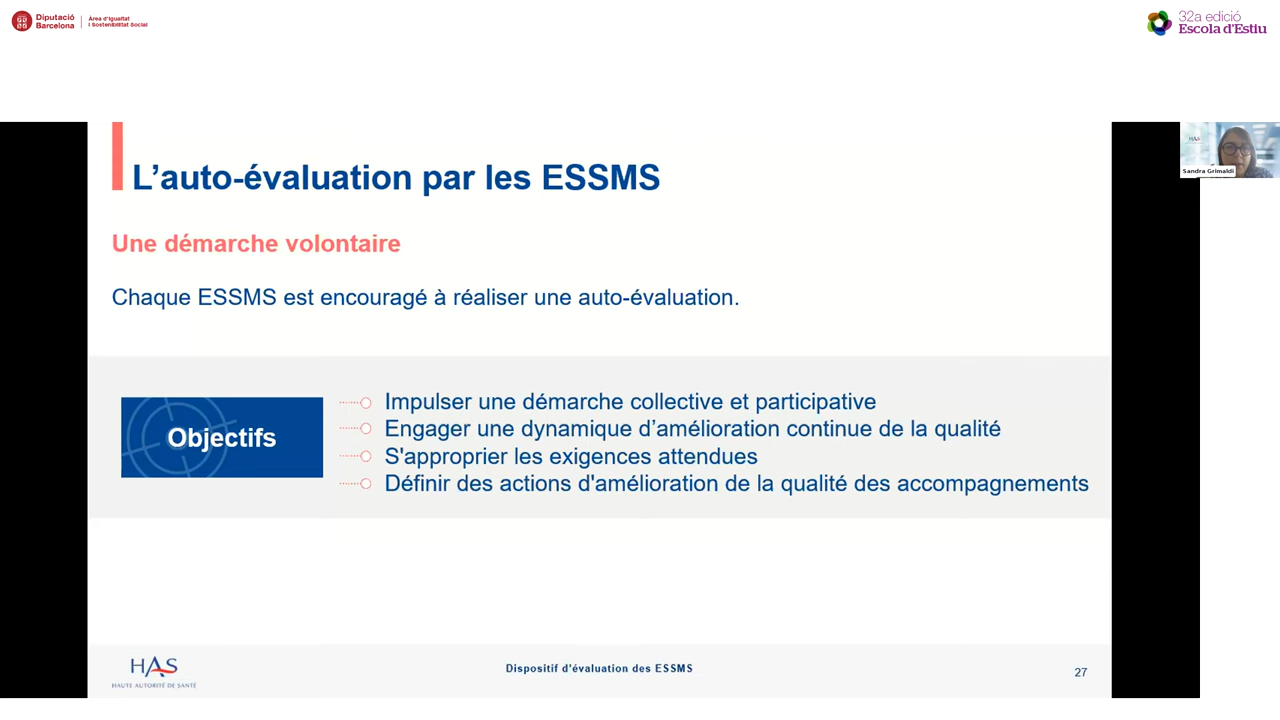 Diputació
Barcelona
Àrea d'Igualtat
i Sostenibilitat Social
32a edició
Escola d'Estiu
L'auto-évaluation par les ESSMS
HAS
Sandra Grimaldi
Une démarche volontaire
Chaque ESSMS est encouragé à réaliser une auto-évaluation.
Objectifs
Impulser une démarche collective et participative
Engager une dynamique d'amélioration continue de la qualité
S'approprier les exigences attendues
Définir des actions d'amélioration de la qualité des accompagnements
HAS
HAUTE AUTORITÉ DE SANTÉ
Dispositif d'évaluation des ESSMS
27